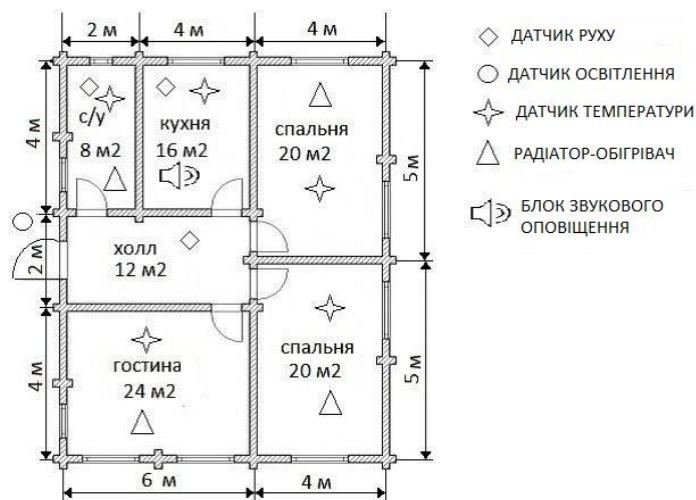 2 м
4 м
4 м
4 м
с/у
8 м2
кухня
16 м2
спальня
20 м2
5 м
2 м
холл
12 м2
4 м
гостина
24 м2
спальня
20 м2
5 м
6 м
4 м
ДАТЧИК РУХУ
ДАТЧИК ОСВІТЛЕННЯ
ДАТЧИК ТЕМПЕРАТУРИ
РАДІАТОР-ОБІГРІВАЧ
БЛОК ЗВУКОВОГО
ОПОВІЩЕННЯ